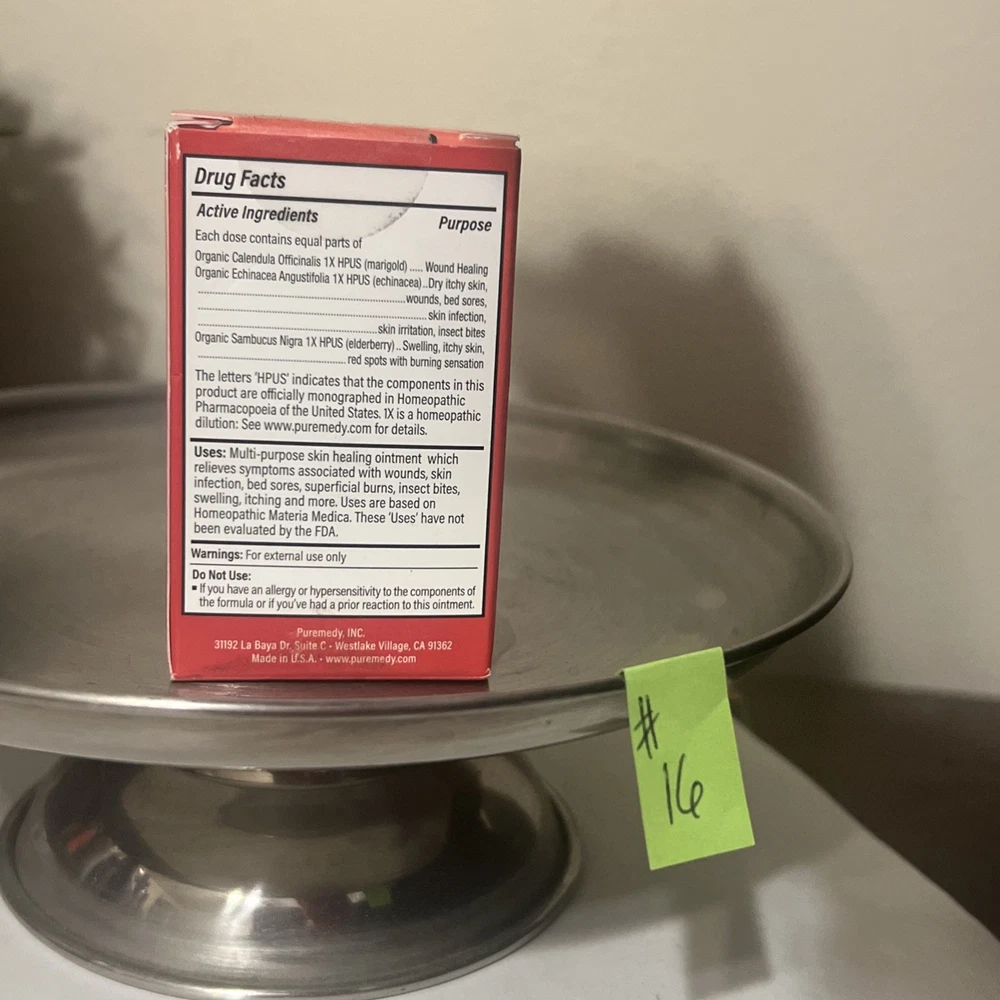 Drug Facts
Active Ingredients Purpose
Each dose contains equal parts of
Organic Calendula Officinalis 1X HPUS (marigold) ..... Wound Healing
Organic Echinacea Angustifolia 1X HPUS (echinacea)..Dry itchy skin,
wounds, bed sores,
skin infection,
skin irritation, insect bites
Organic Sambucus Nigra 1X HPUS (elderberry)..Swelling, itchy skin,
red spots with burning sensation
The letters 'HPUS' indicates that the components in this
product are officially monographed in Homeopathic
Pharmacopoeia of the United States. 1X is a homeopathic
dilution: See www.puremedy.com for details.
Uses: Multi-purpose skin healing ointment which
relieves symptoms associated with wounds, skin
infection, bed sores, superficial burns, insect bites,
swelling, itching and more. Uses are based on
Homeopathic Materia Medica. These 'Uses' have not
been evaluated by the FDA.
Warnings: For external use only
Do Not Use:
▪ If you have an allergy or hypersensitivity to the components of
the formula or if you've had a prior reaction to this ointment.
Puremedy, INC.
31192 La Baya Dr. Suite C • Westlake Village, CA 91362
Made in U.S.A. • www.puremedy.com
#
16